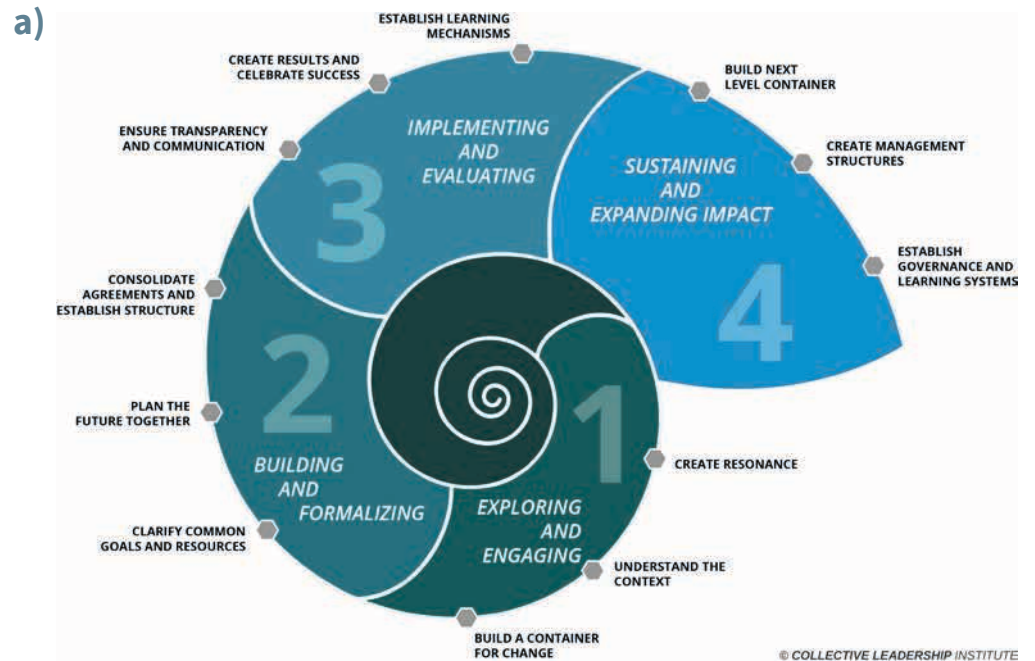 a)
1
EXPLORING
AND
ENGAGING
CREATE RESONANCE
UNDERSTAND THE
CONTEXT
BUILD A CONTAINER
FOR CHANGE
2
BUILDING
AND
FORMALIZING
CLARIFY COMMON
GOALS AND RESOURCES
PLAN THE
FUTURE TOGETHER
CONSOLIDATE
AGREEMENTS AND
ESTABLISH STRUCTURE
3
IMPLEMENTING
AND
EVALUATING
ENSURE TRANSPARENCY
AND COMMUNICATION
CREATE RESULTS AND
CELEBRATE SUCCESS
ESTABLISH LEARNING
MECHANISMS
4
SUSTAINING
AND
EXPANDING IMPACT
BUILD NEXT
LEVEL CONTAINER
CREATE MANAGEMENT
STRUCTURES
ESTABLISH
GOVERNANCE AND
LEARNING SYSTEMS
© COLLECTIVE LEADERSHIP INSTITUTE